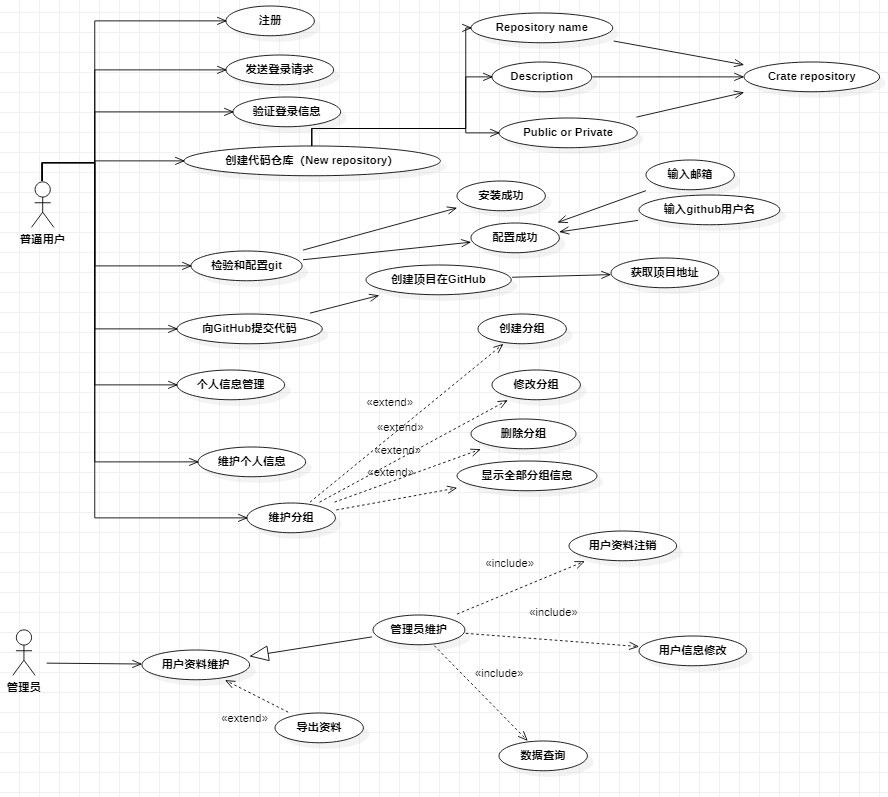 注册
发送登录请求
验证登录信息
创建代码仓库（New repository）
Repository name
Description
Public or Private
Crate repository
普通用户
安装成功
配置成功
输入邮箱
输入github用户名
检验和配置git
创建项目在GitHub
获取项目地址
向GitHub提交代码
创建分组
个人信息管理
修改分组
«extend»
«extend»
删除分组
«extend»
维护个人信息
«extend»
显示全部分组信息
维护分组
用户资料注销
«include»
«include»
管理员维护
用户信息修改
用户资料维护
«include»
管理员
«extend»
导出资料
数据查询